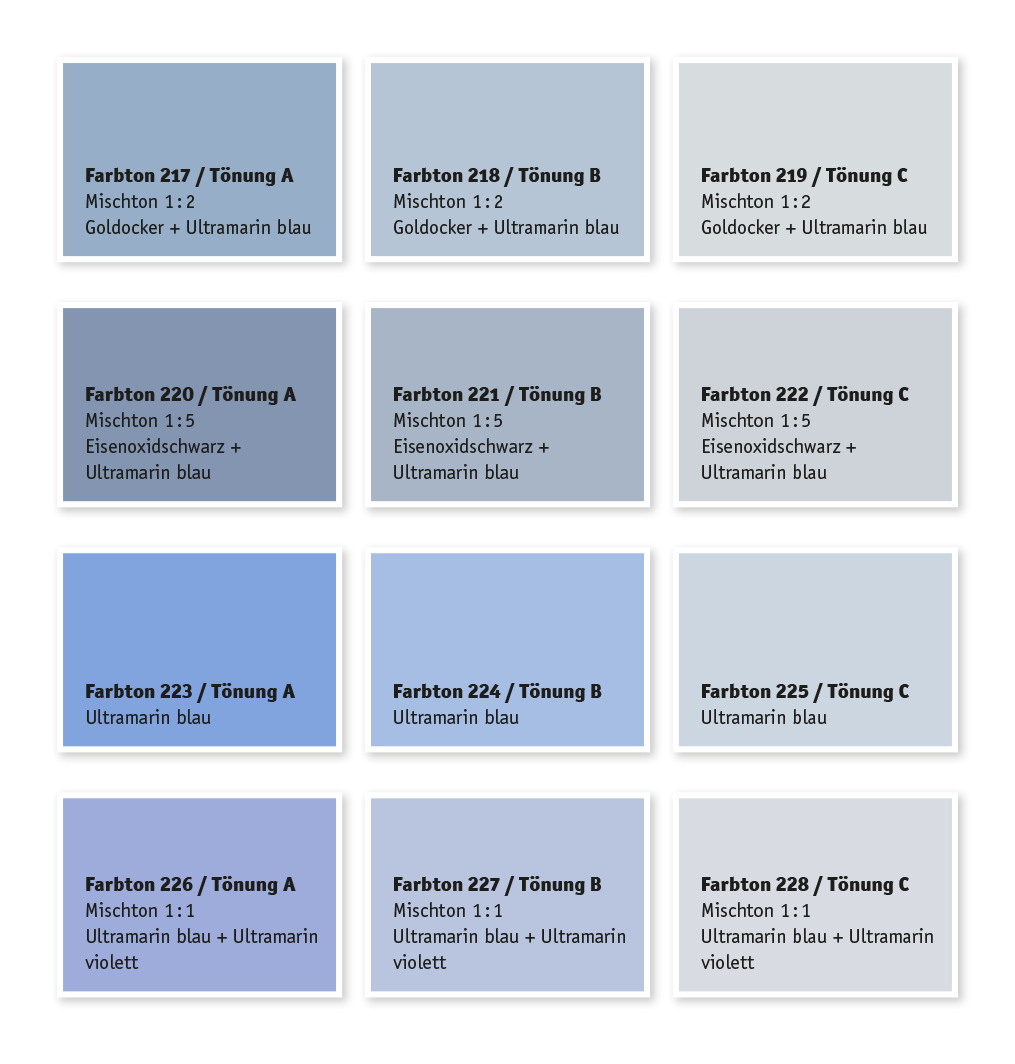 Farbton 217 / Tönung A
Mischton 1:2
Goldocker + Ultramarin blau
Farbton 218 / Tönung B
Mischton 1:2
Goldocker + Ultramarin blau
Farbton 219 / Tönung C
Mischton 1:2
Goldocker + Ultramarin blau
Farbton 220 / Tönung A
Mischton 1:5
Eisenoxidschwarz +
Ultramarin blau
Farbton 221 / Tönung B
Mischton 1:5
Eisenoxidschwarz +
Ultramarin blau
Farbton 222 / Tönung C
Mischton 1:5
Eisenoxidschwarz +
Ultramarin blau
Farbton 223 / Tönung A
Ultramarin blau
Farbton 224 / Tönung B
Ultramarin blau
Farbton 225 / Tönung C
Ultramarin blau
Farbton 226 / Tönung A
Mischton 1:1
Ultramarin blau + Ultramarin
violett
Farbton 227 / Tönung B
Mischton 1:1
Ultramarin blau + Ultramarin
violett
Farbton 228 / Tönung C
Mischton 1:1
Ultramarin blau + Ultramarin
violett